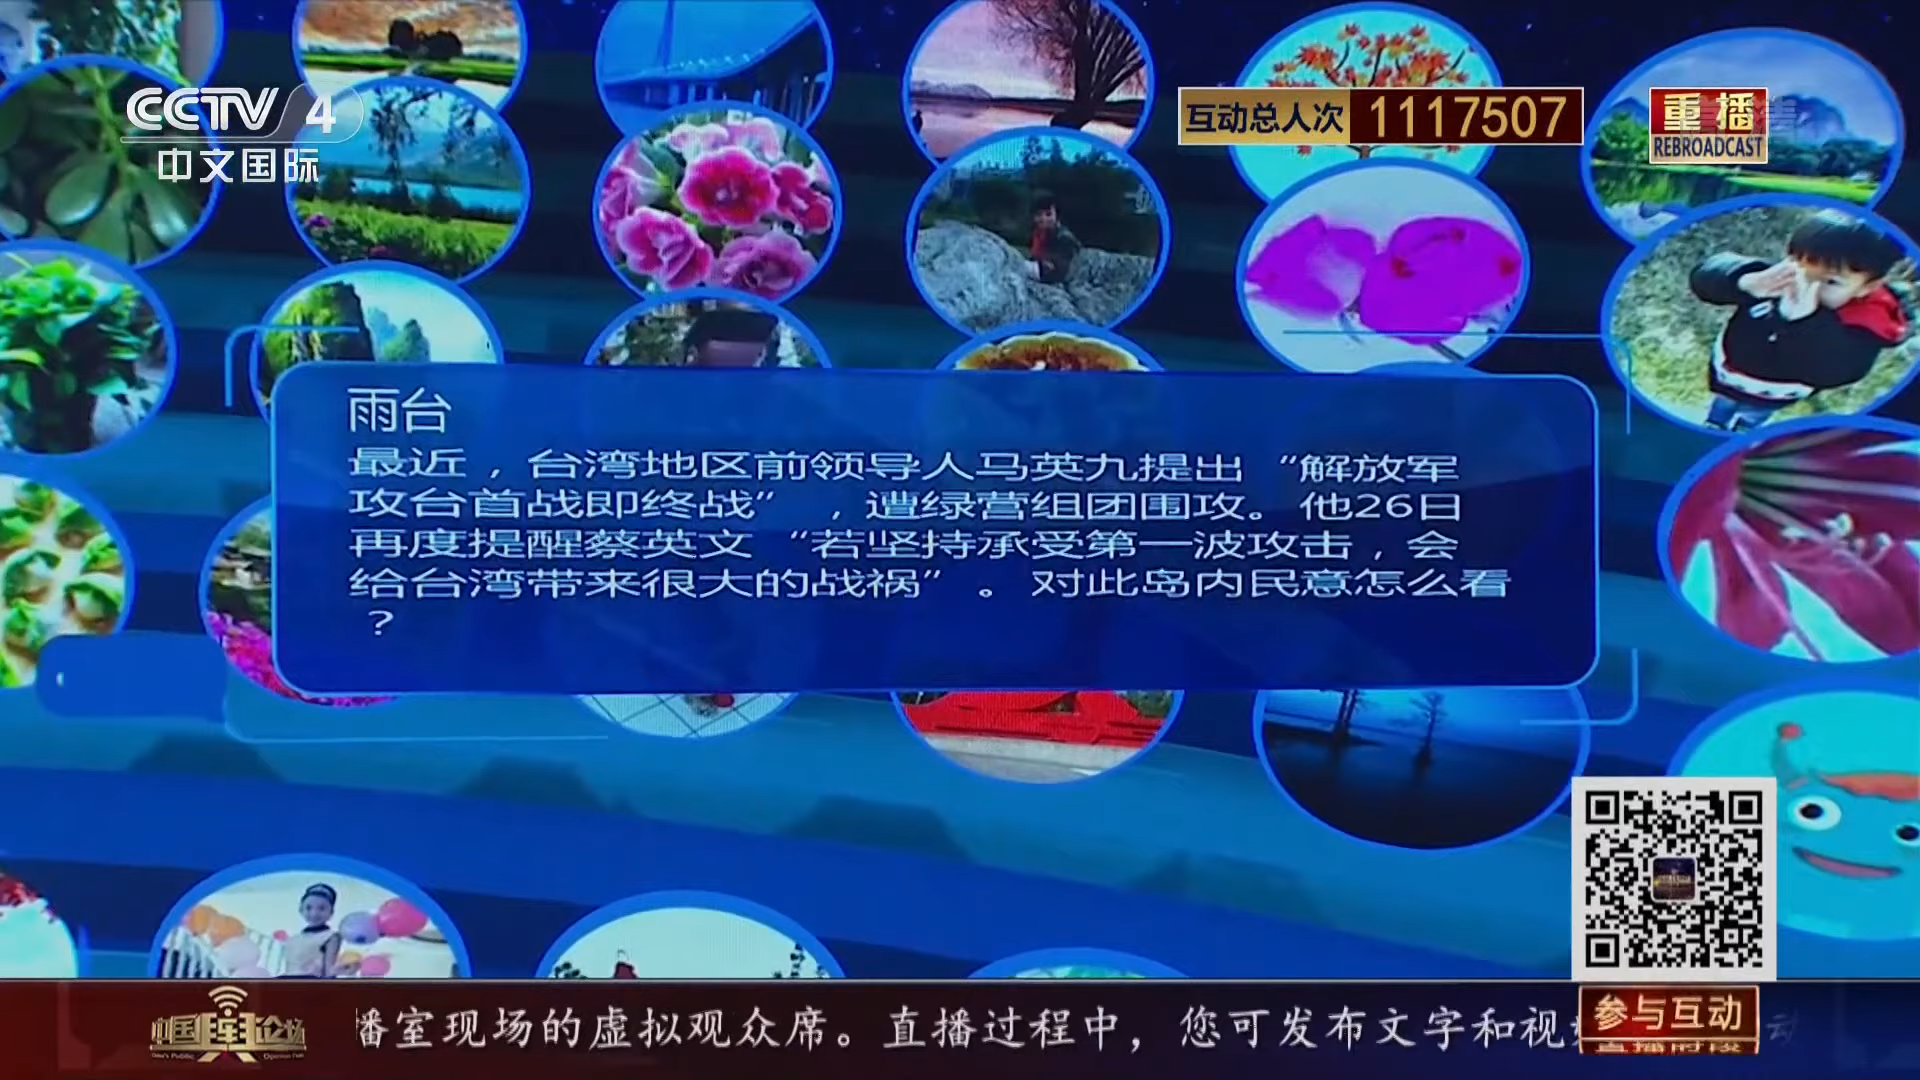 CCTV 4
中文国际
互动总人次 1117507
重播
REBROADCAST
雨台
最近，台湾地区前领导人马英九提出“解放军
攻台首战即终战”，遭绿营组团围攻。他26日
再度提醒蔡英文“若坚持承受第一波攻击，会
给台湾带来很大的战祸”。对此岛内民意怎么看
？
中国舆论场
播室现场的虚拟观众席。直播过程中，您可发布文字和视
参与互动